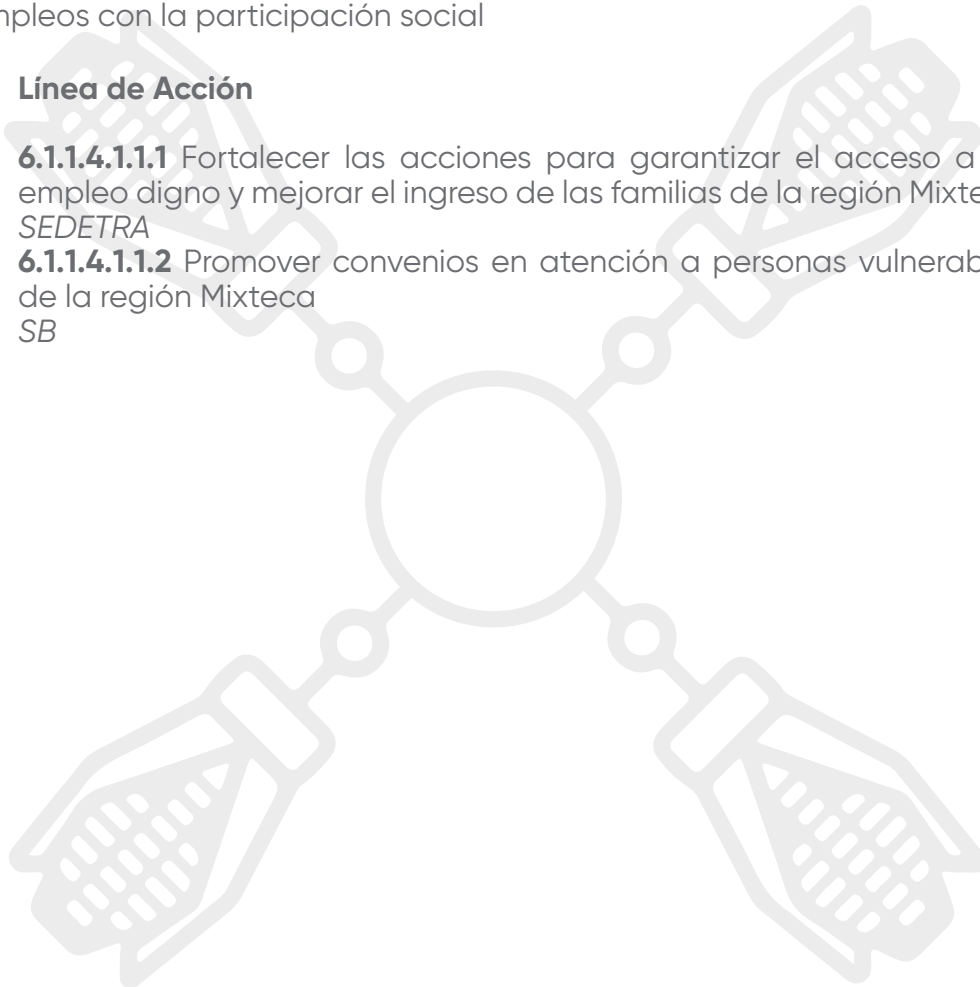 mpleos con la participación social
Línea de Acción
6.1.1.4.1.1.1 Fortalecer las acciones para garantizar el acceso a
empleo digno y mejorar el ingreso de las familias de la región Mixte
SEDETRA
6.1.1.4.1.1.2 Promover convenios en atención a personas vulnerab
de la región Mixteca
SB